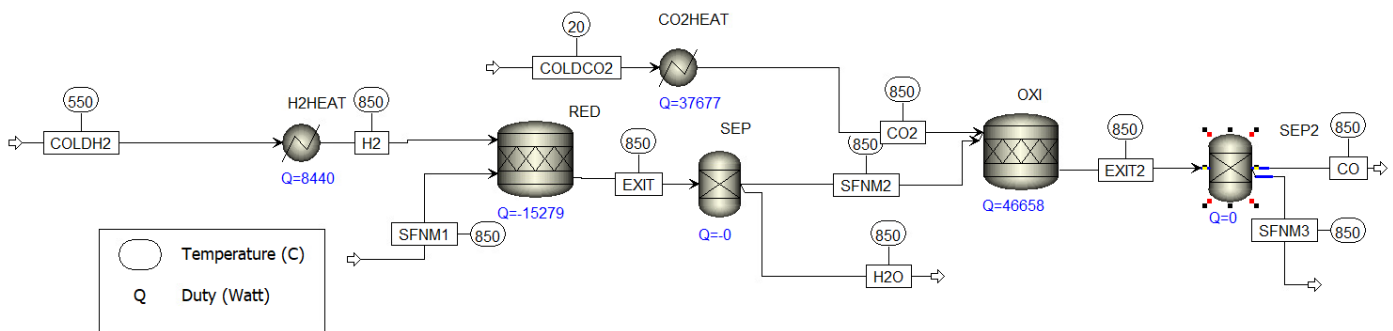 CO2HEAT
20
COLDCO2
Q=37677
550
COLDH2
H2HEAT
Q=8440
850
H2
RED
Q=-15279
SFNM1
850
850
EXIT
SEP
Q=-0
850
CO2
850
SFNM2
850
H2O
OXI
Q=46658
850
EXIT2
SEP2
Q=0
850
CO
SFNM3
850
Temperature (C)
Q Duty (Watt)